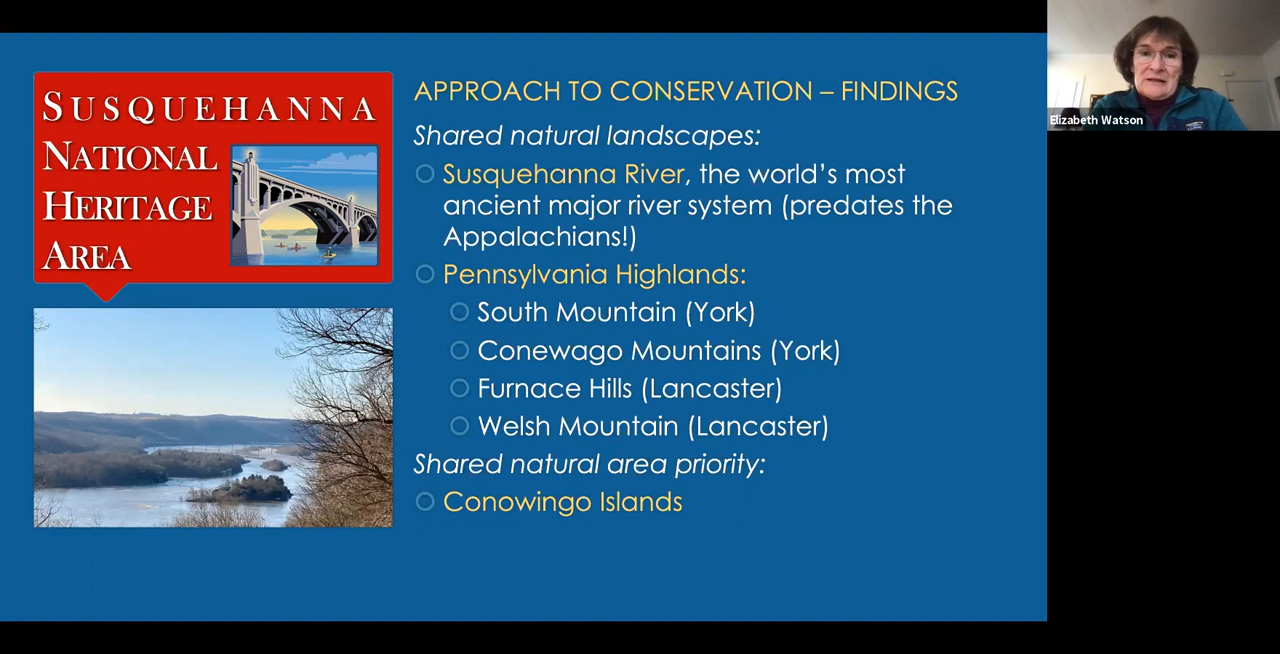 SUSQUEHANNA
NATIONAL
HERITAGE
AREA
APPROACH TO CONSERVATION – FINDINGS
Shared natural landscapes:
Susquehanna River, the world’s most
ancient major river system (predates the
Appalachians!)
Pennsylvania Highlands:
South Mountain (York)
Conewago Mountains (York)
Furnace Hills (Lancaster)
Welsh Mountain (Lancaster)
Shared natural area priority:
Conowingo Islands
Elizabeth Watson